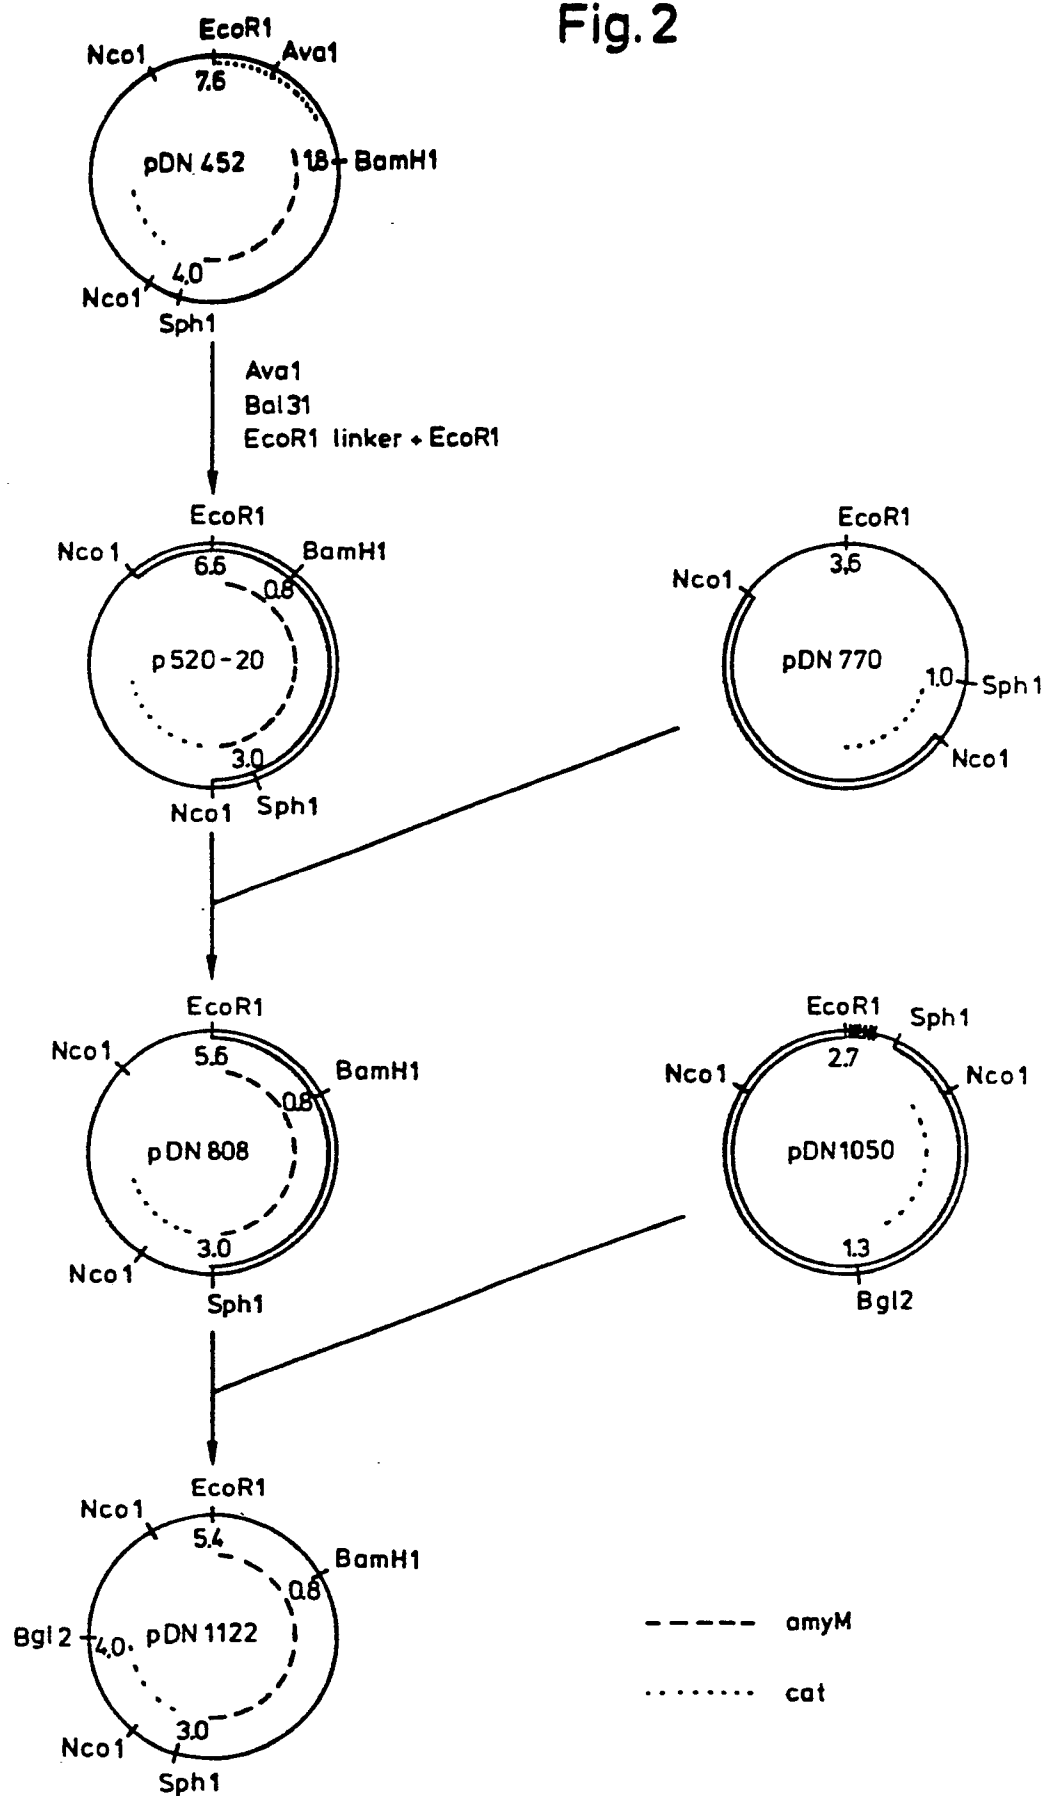 Fig. 2
EcoR1
Nco1
Ava1
7.6
pDN 452
1.8
BamH1
4.0
Nco1
Sph1
Ava1
Bal31
EcoR1 linker + EcoR1
EcoR1
Nco1
BamH1
6.6
0.8
p520-20
3.0
Nco1
Sph1
EcoR1
3,6
Nco1
pDN 770
1.0
Sph1
Nco1
EcoR1
Nco1
5.6
BamH1
0.8
pDN 808
3.0
Nco1
Sph1
EcoR1
Sph1
2.7
Nco1
Nco1
pDN1050
1.3
Bgl2
EcoR1
Nco1
5.4
BamH1
0.8
Bgl2
4.0
pDN 1122
3.0
Nco1
Sph1
amyM
cat